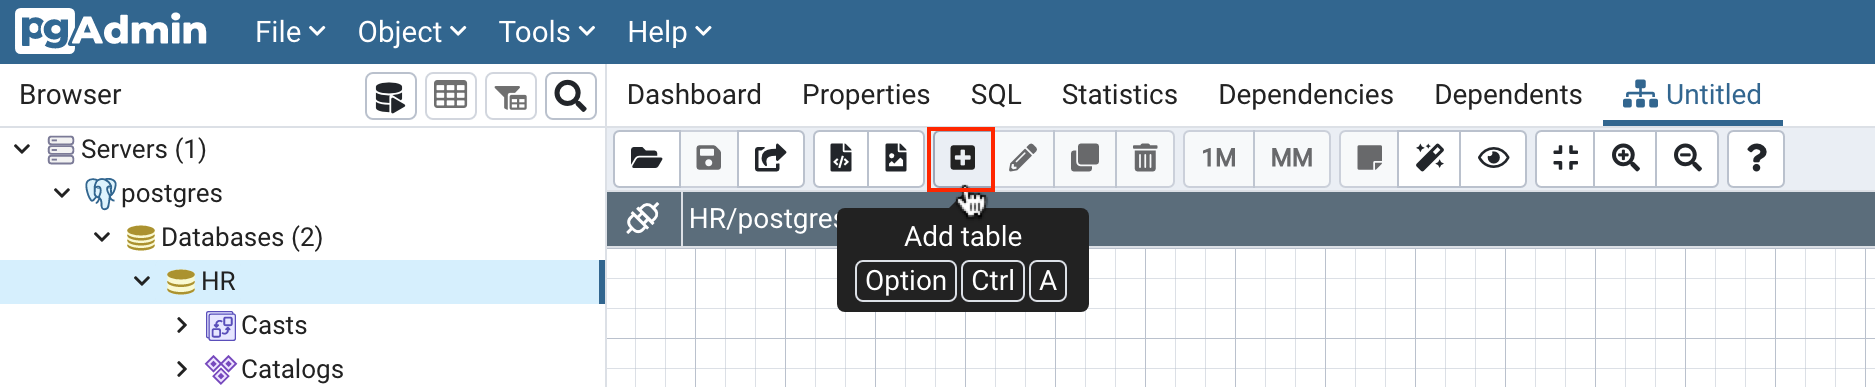 pgAdmin File Object Tools Help
Browser Dashboard Properties SQL Statistics Dependencies Dependents Untitled
Servers (1) 1M MM ?
postgres HR/postgres
Add table
Databases (2)
Option Ctrl A
HR
Casts
Catalogs